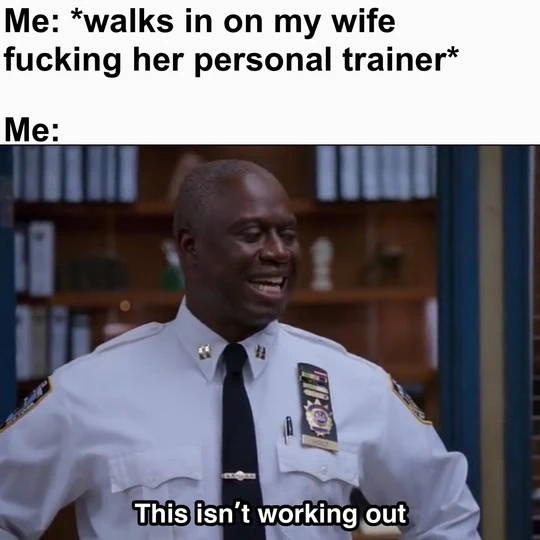 Me: *walks in on my wife
fucking her personal trainer*
Me:
This isn't working out